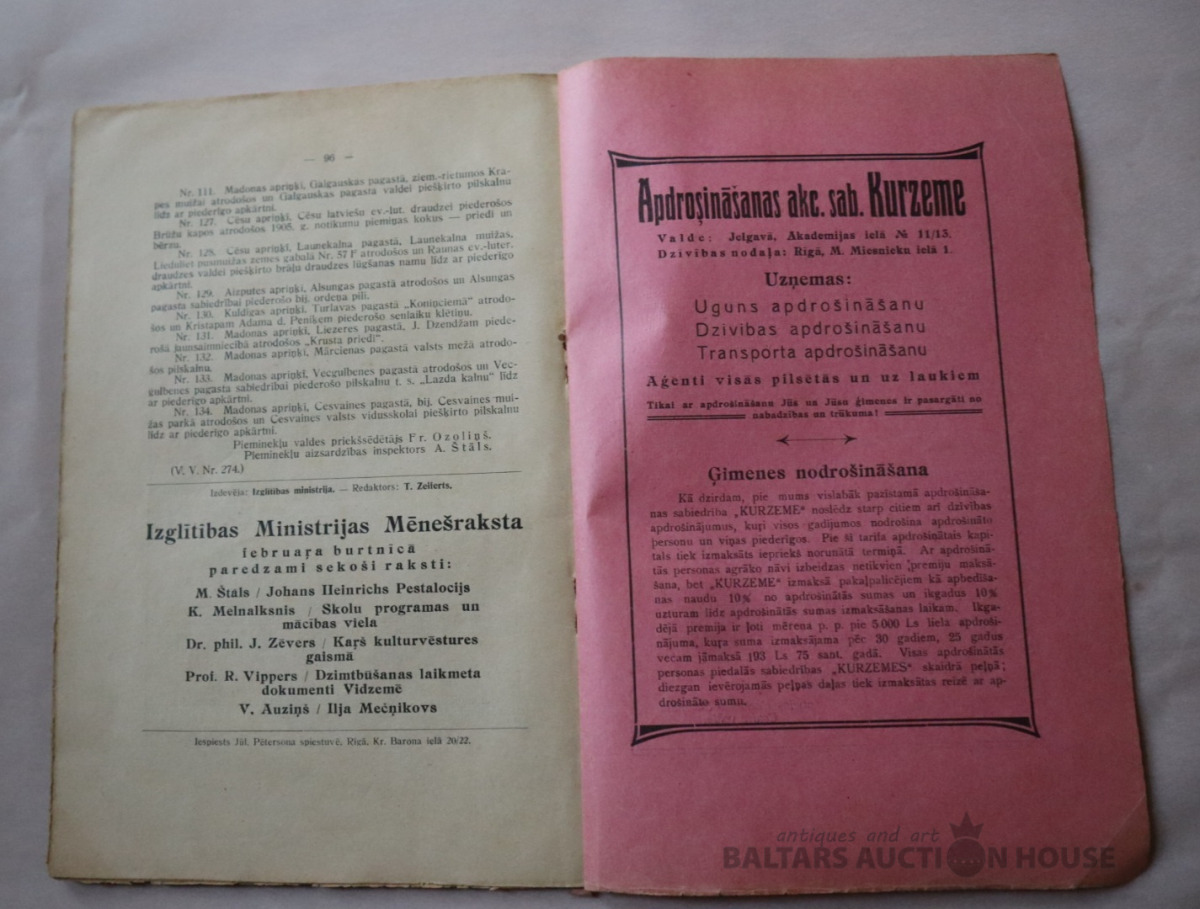 — 96 —
Nr. 111. Madonas apriņķī, Galgauskas pagastā, ziem.-rietumos Kra-
pes muižai atrodošos un Galgauskas pagasta valdei piešķirto pilskalnu
līdz ar piederīgo apkārtni.
Nr. 127. Cēsu apriņķī, Cēsu latviešu ev.-lut. draudzei piederošos
Brūžu kapos atrodošos 1905. g. notikumu piemiņas kokus — priedi un
bērzu.
Nr. 128. Cēsu apriņķī, Launekalna pagastā, Launekalna muižas,
pusmuižas zemes gabalā Nr. 57 F atrodošos un Raunas ev.-luter.
draudzes valdei piešķirto brāļu draudzes lūgšanas namu līdz ar piederīgo
apkārtni.
Nr. 129. Aizputes apriņķī, Alsungas pagastā atrodošos un Alsungas
pagasta sabiedrībai piederošo bij. ordeņa pili.
Nr. 130. Kuldīgas apriņķī, Turlavas pagastā „Koniņciemā" atrodo-
šos un Kristapam Adama d. Peniķem piederošo senlaiku klētiņu.
Nr. 131. Madonas apriņķī, Liezeres pagastā, J. Dzendžam piede-
rošā jaunsaimniecībā atrodošos „Krusta priedi".
Nr. 132. Madonas apriņķī, Mārcienas pagastā valsts mežā atrodo-
šos pilskalnu.
Nr. 133. Madonas apriņķī, Vecgulbenes pagastā atrodošos un Vec-
gulbenes pagasta sabiedrībai piederošo pilskalnu t. s. „Lazda kalnu" līdz
ar piederīgo apkārtni.
Nr. 134. Madonas apriņķī, Cesvaines pagastā, bij. Cesvaines mui-
žas parkā atrodošos un Cesvaines valsts vidusskolai piešķirto pilskalnu
līdz ar piederīgo apkārtni.
Pieminekļu valdes priekšsēdētājs Fr. Ozoliņš.
Pieminekļu aizsardzības inspektors A. Štāls.
(V. V. Nr. 274.)
Izdevējs: Izglītības ministrija. — Redaktors: T. Zeiferts.
Izglītības Ministrijas Mēnešraksta
februaŗa burtnīcā
paredzami sekoši raksti:
M. Štāls / Johans Heinrichs Pestalocijs
K. Melnalksnis / Skolu programas un
mācības viela
Dr. phil. J. Zēvers / Kaŗš kultūrvēstures
gaismā
Prof. R. Vippers / Dzimtbūšanas laikmeta
dokumenti Vidzemē
V. Auziņš / Ilja Mečņikovs
Iespiests Jūl. Pētersona spiestuvē, Rīgā, Kr. Barona ielā 20/22.
Apdrošināšanas akc. sab. Kurzeme
Valde: Jelgavā, Akadēmijas ielā № 11/13.
Dzīvības nodaļa: Rīgā, M. Miesnieku ielā 1.
Uzņemas:
Uguns apdrošināšanu
Dzīvības apdrošināšanu
Transporta apdrošināšanu
Aģenti visās pilsētās un uz laukiem
Tikai ar apdrošināšanu Jūs un Jūsu ģimenes ir pasargāti no
nabadzības un trūkuma!
Ģimenes nodrošināšana
Kā dzirdam, pie mums vislabāk pazīstamā apdrošināša-
nas sabiedrība „KURZEME" noslēdz starp citiem arī dzīvības
apdrošinājumus, kuŗi visos gadījumos nodrošina apdrošināto
personu un viņas piederīgos. Pie šī tarifa apdrošinātais kapi-
tals tiek izmaksāts iepriekš norunātā termiņā. Ar apdrošinā-
tās personas agrāko nāvi izbeidzas netikvien premiju maksā-
šana, bet „KURZEME" izmaksā pakaļpalicējiem kā apbedīša-
nas naudu 10% no apdrošinātās sumas un ikgadus 10%
uzturam līdz apdrošinātās sumas izmaksāšanas laikam. Ikga-
dējā premija ir ļoti mērena p. p. pie 5.000 Ls liela apdroši-
nājuma, kuŗa suma izmaksājama pēc 30 gadiem, 25 gadus
vecam jāmaksā 193 Ls 75 sant. gadā. Visas apdrošinātās
personas piedalās sabiedrības „KURZEMES" skaidrā peļņā;
diezgan ievērojamās peļņas daļas tiek izmaksātas reizē ar ap-
drošināto sumu.
antiques and art
BALTARS AUCTION HOUSE